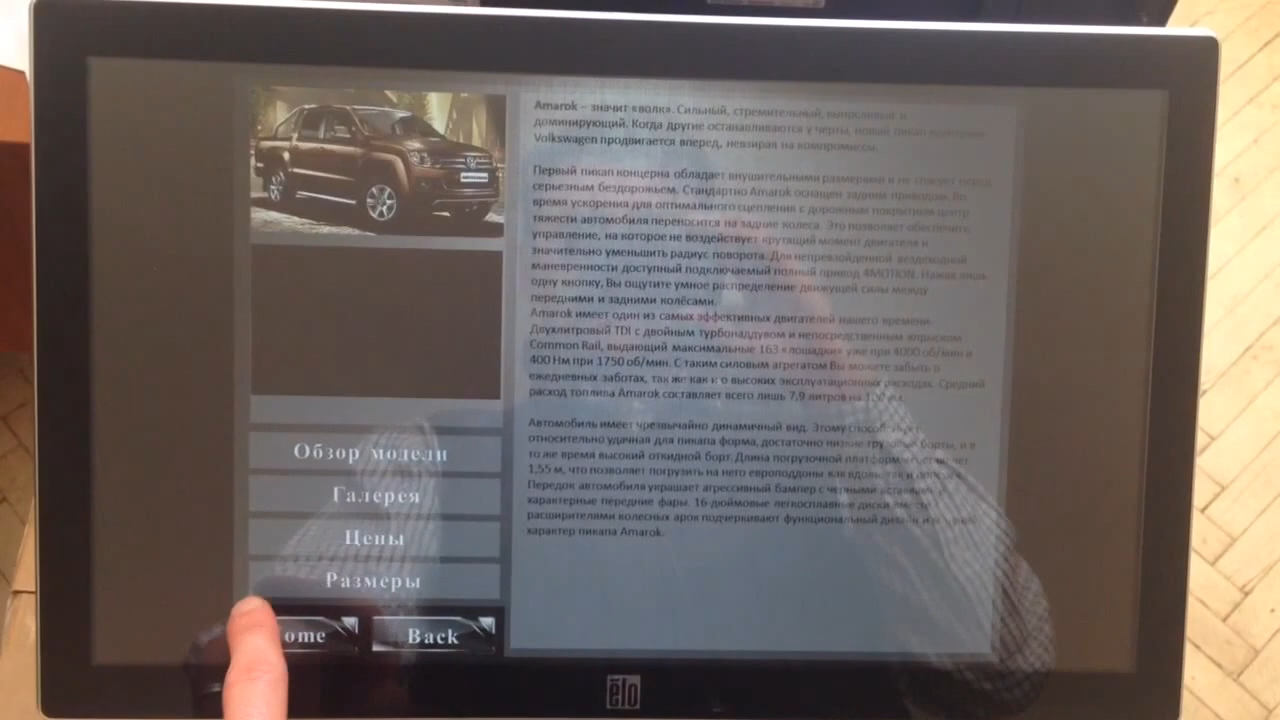 Amarok – значит «волк». Сильный, стремительный, выносливый и
доминирующий. Когда другие останавливаются у черты, новый пикап
Volkswagen продвигается вперед, невзирая на компромиссы.
Первый пикап концерна обладает внушительными размерами и не
серьезным бездорожьем. Стандартно Amarok оснащен задним приводом. Во
время ускорения для оптимального сцепления с дорожным покрытием центр
тяжести автомобиля переносится на задние колеса. Это позволяет обеспечить
управление, на которое не воздействует крутящий момент двигателя и
значительно уменьшить радиус поворота. Для непревзойденной вездеходной
маневренности доступный подключаемый полный привод 4MOTION. Нажав лишь
одну кнопку, Вы ощутите умное распределение движущей силы между
передними и задними колёсами.
Amarok имеет один из самых эффективных двигателей нашего времени.
Двухлитровый TDI с двойным турбонаддувом и непосредственным впрыском
Common Rail, выдающий максимальные 163 «лошадки» уже при 4000 об/мин и
400 Нм при 1750 об/мин. С таким силовым агрегатом Вы можете забыть о
ежедневных заботах, так же как и о высоких эксплуатационных расходах. Средний
расход топлива Amarok составляет всего лишь 7,9 литров на 100 км.
Автомобиль имеет чрезвычайно динамичный вид. Этому
относительно удачная для пикапа форма, достаточно низкие грузовые борты, и в
то же время высокий откидной борт. Длина погрузочной платформы
1,55 м, что позволяет погрузить на него европоддоны как вдоль, так и
Передок автомобиля украшает агрессивный бампер с черными
характерные передние фары. 16-дюймовые легкосплавные диски вместе
расширителями колесных арок подчеркивают функциональный дизайн и
характер пикапа Amarok.
Обзор модели
Галерея
Цены
Размеры
ome
Back
elo